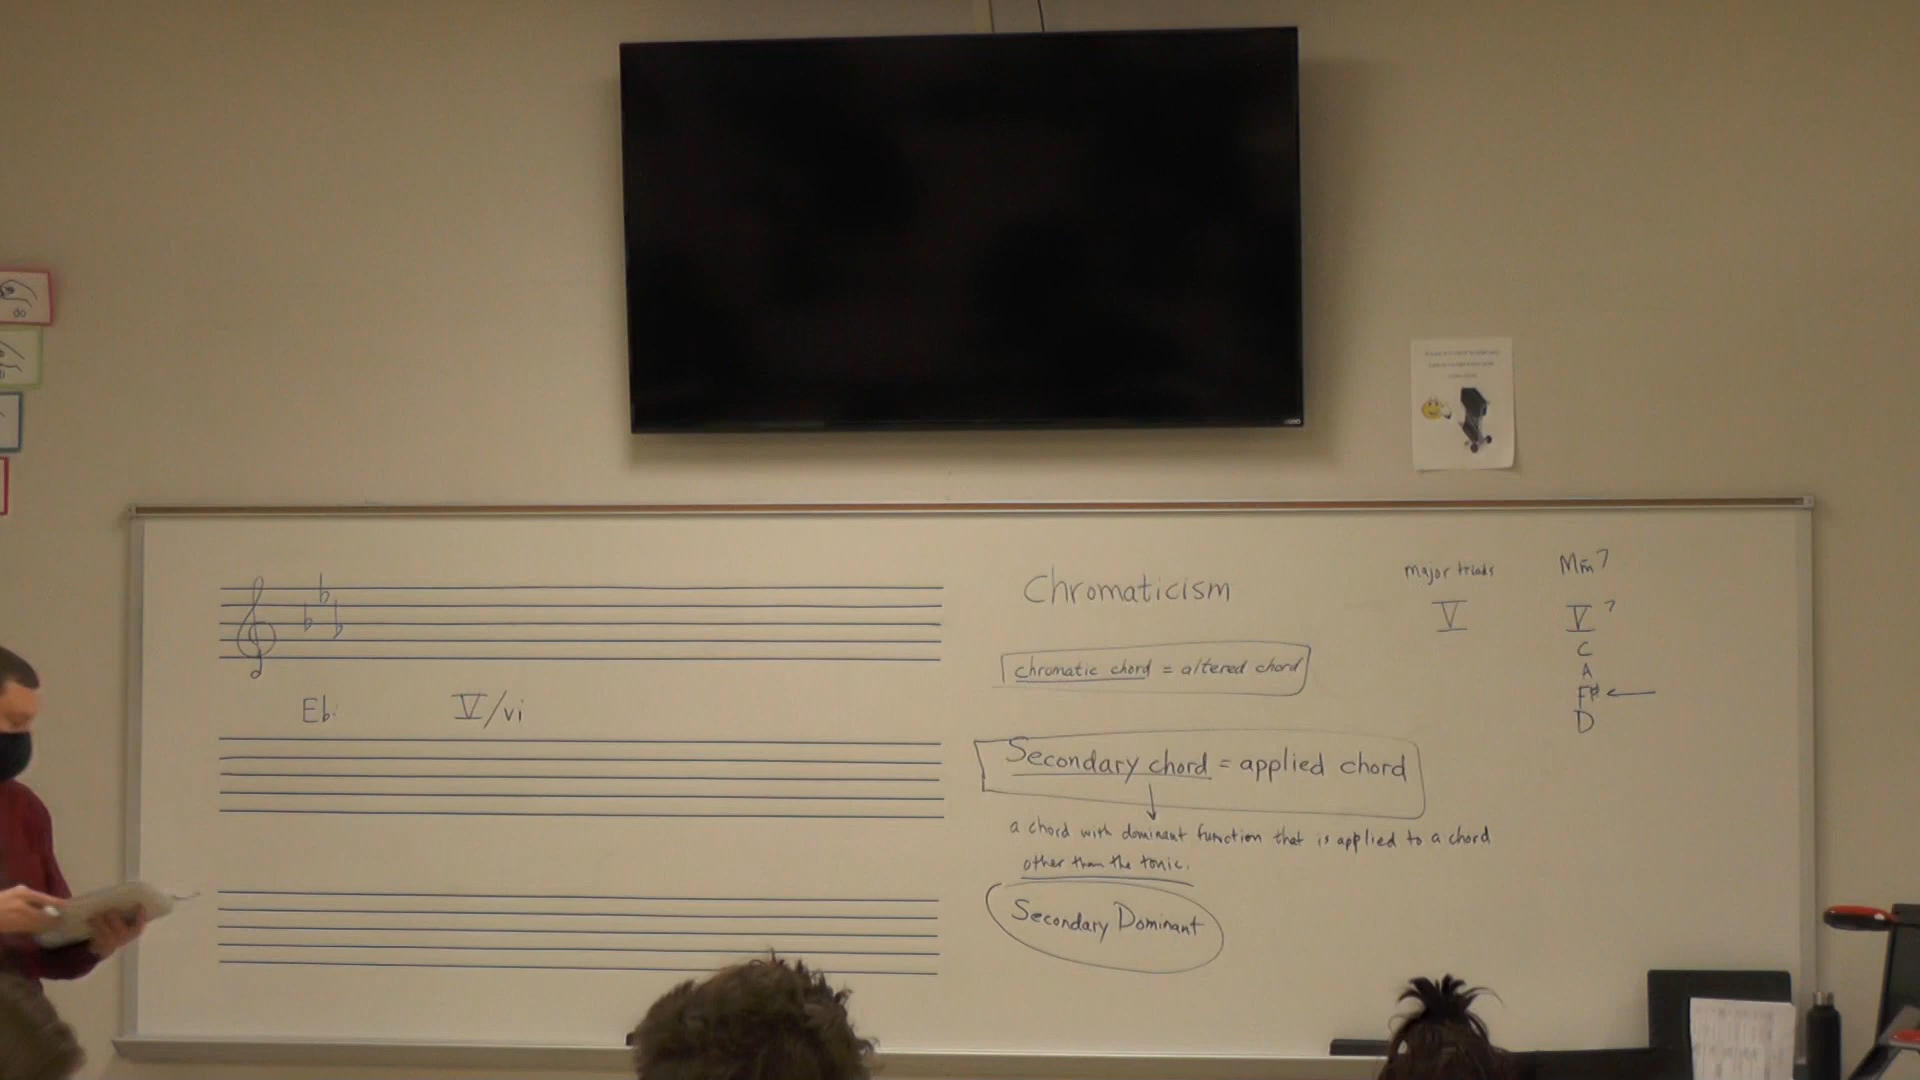 do
Eb:
V/vi
Chromaticism
chromatic chord = altered chord
Secondary chord = applied chord
a chord with dominant function that is applied to a chord
other than the tonic.
Secondary Dominant
Major triads
V
Mm7
V7
C
A
F#
D